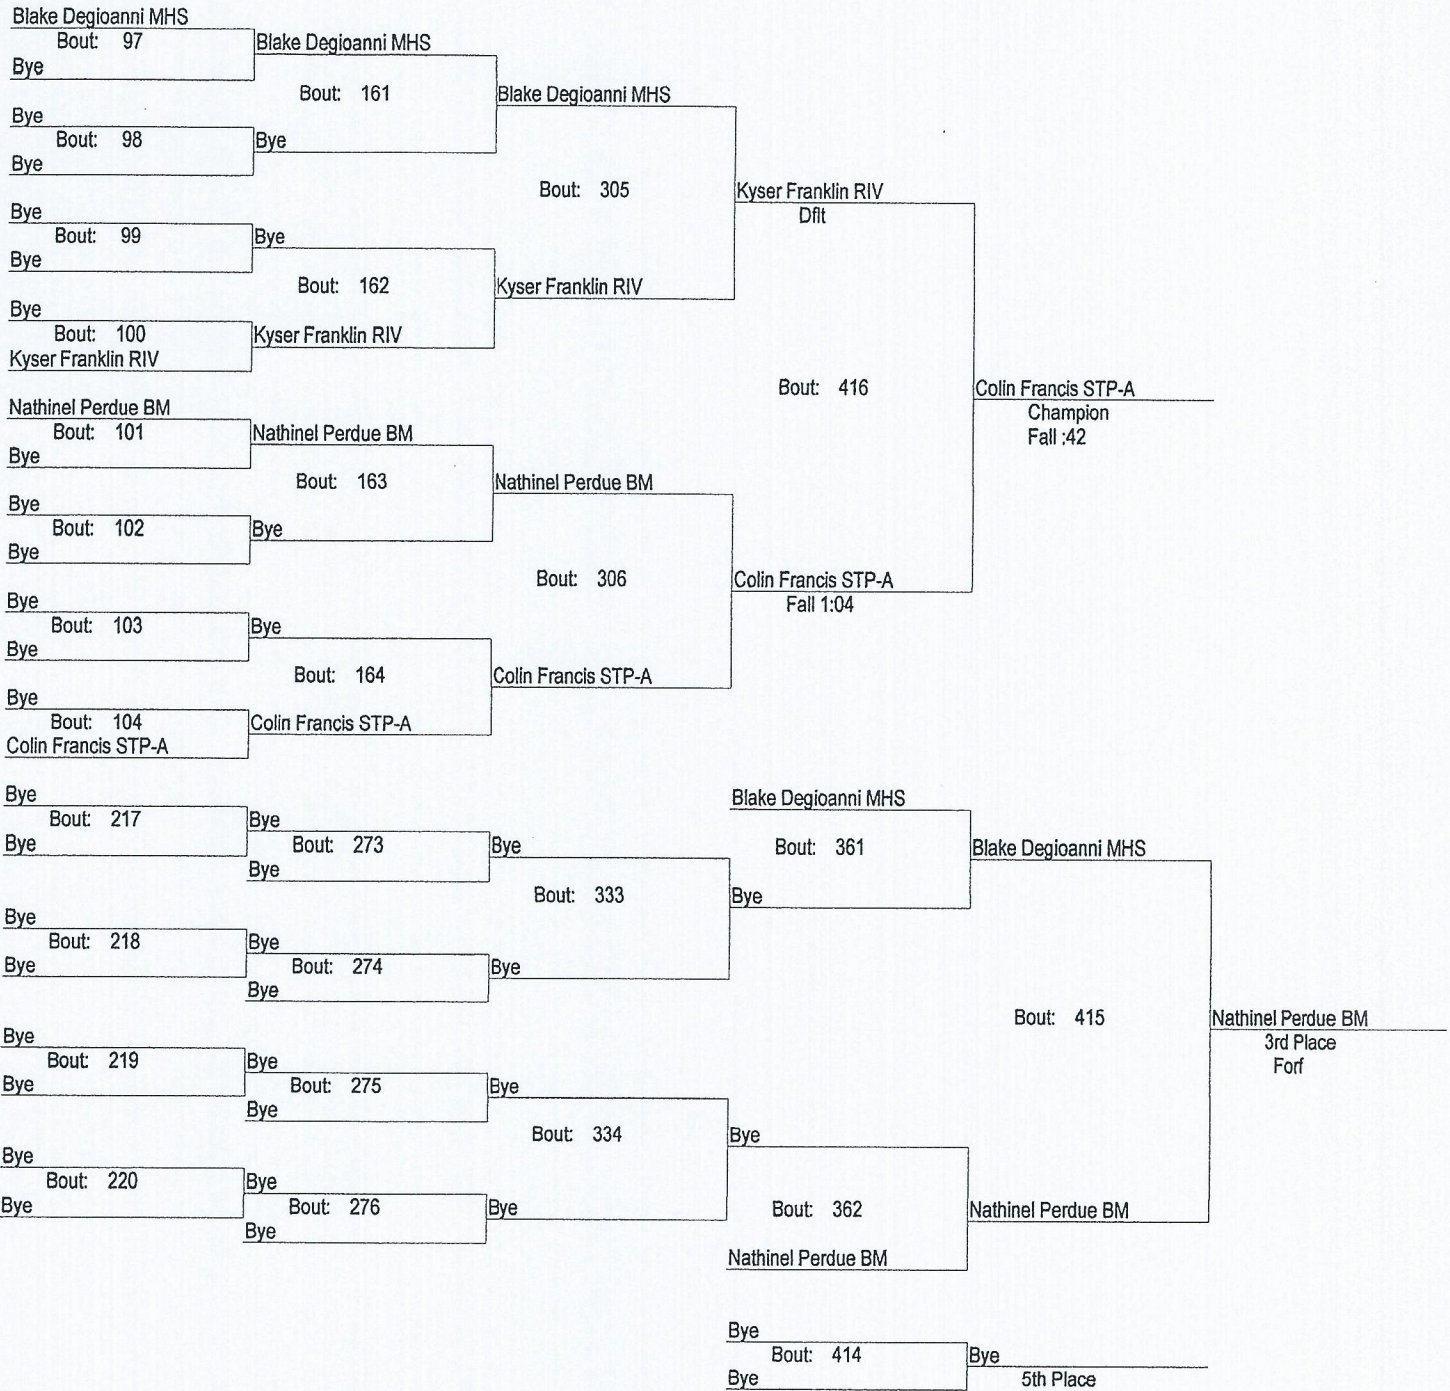 Blake Degioanni MHS
Bout: 97
Bye
Blake Degioanni MHS
Bout: 161
Bye
Bout: 98
Bye
Bye
Blake Degioanni MHS
Bout: 305
Bye
Bout: 99
Bye
Bye
Bout: 162
Bye
Bout: 100
Kyser Franklin RIV
Kyser Franklin RIV
Kyser Franklin RIV
Kyser Franklin RIV
Dflt
Bout: 416
Nathinel Perdue BM
Bout: 101
Bye
Nathinel Perdue BM
Bout: 163
Bye
Bout: 102
Bye
Bye
Nathinel Perdue BM
Bout: 306
Bye
Bout: 103
Bye
Bye
Bout: 164
Bye
Bout: 104
Colin Francis STP-A
Colin Francis STP-A
Colin Francis STP-A
Colin Francis STP-A
Fall 1:04
Colin Francis STP-A
Champion
Fall :42
Bye
Bout: 217
Bye
Bye
Bout: 273
Bye
Bye
Bout: 333
Bye
Bout: 218
Bye
Bye
Bout: 274
Bye
Bye
Blake Degioanni MHS
Bout: 361
Bye
Blake Degioanni MHS
Bout: 415
Bye
Bout: 219
Bye
Bye
Bout: 275
Bye
Bye
Bout: 334
Bye
Bout: 220
Bye
Bye
Bout: 276
Bye
Bye
Bye
Bout: 362
Nathinel Perdue BM
Nathinel Perdue BM
Nathinel Perdue BM
3rd Place
Forf
Bye
Bout: 414
Bye
Bye
5th Place